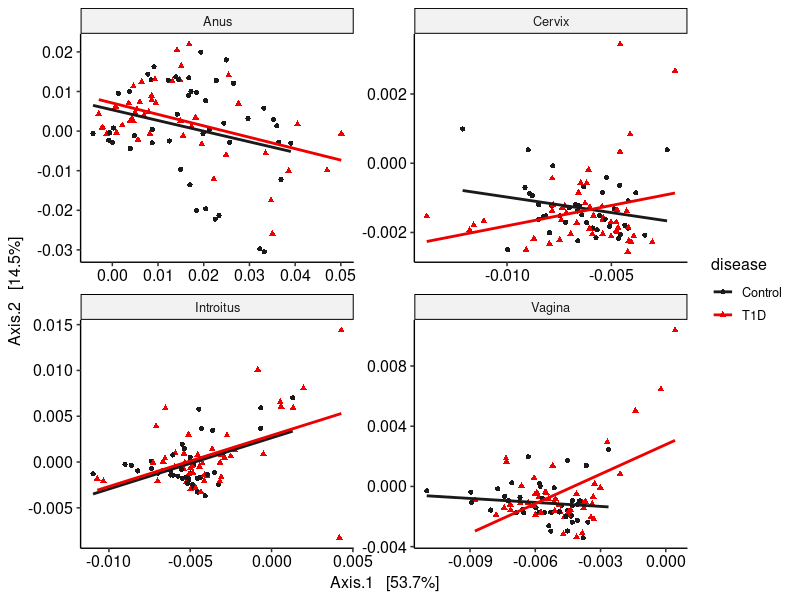 Anus
Cervix
0.02
0.01
0.00
-0.01
-0.02
-0.03
0.002
0.000
-0.002
0.00 0.01 0.02 0.03 0.04 0.05
-0.010 -0.005
Introitus
Vagina
0.015
0.010
0.005
0.000
-0.005
0.008
0.004
0.000
-0.004
-0.010 -0.005 0.000 0.005
-0.009 -0.006 -0.003 0.000
Axis.1 [53.7%]
Axis.2 [14.5%]
disease
Control
T1D